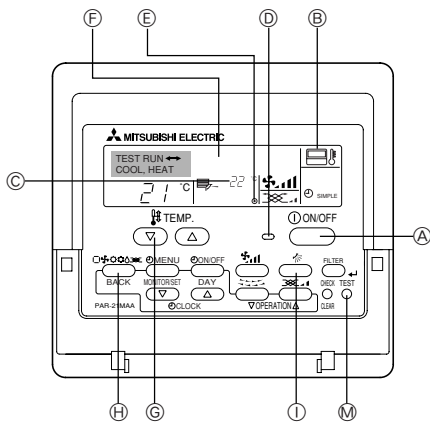 Ⓕ Ⓔ Ⓓ Ⓑ
MITSUBISHI ELECTRIC
TEST RUN
COOL, HEAT
Ⓒ
21 °C
22 °C
SIMPLE
TEMP.
ON/OFF
Ⓐ
MENU ON/OFF FILTER
BACK MONITOR/SET DAY CHECK TEST
PAR-21MAA CLOCK OPERATION CLEAR
Ⓗ Ⓖ Ⓘ Ⓜ